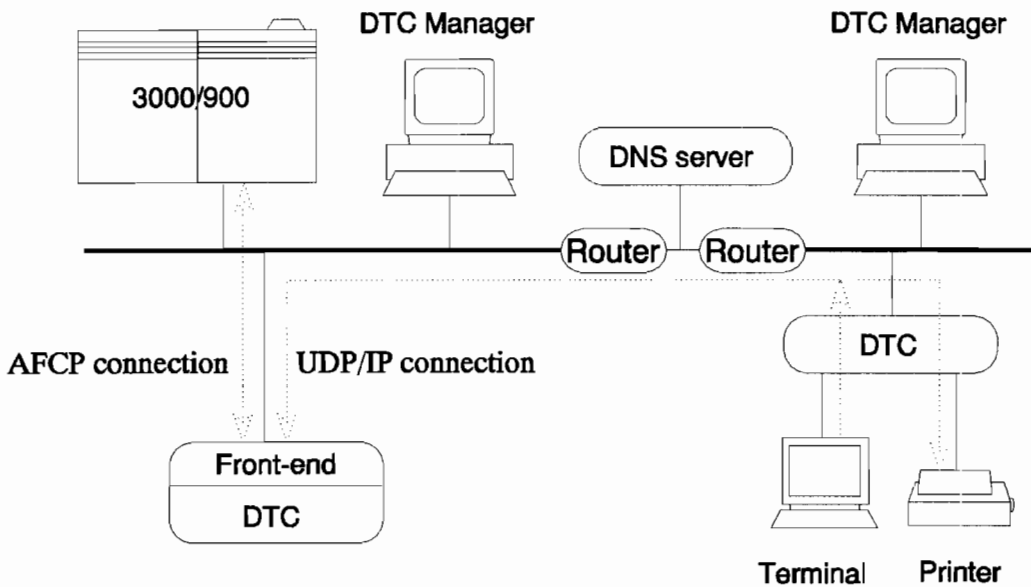 DTC Manager
DTC Manager
3000/900
DNS server
Router
Router
AFCP connection
UDP/IP connection
DTC
Front-end
DTC
Terminal
Printer